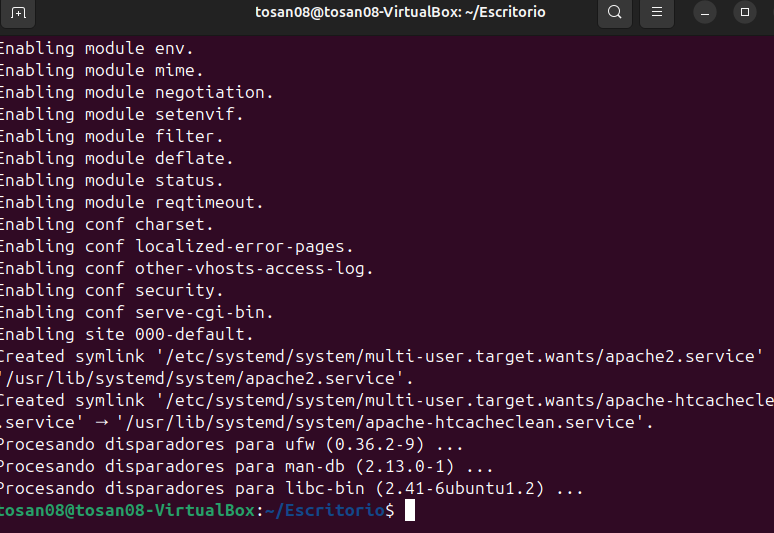 tosan08@tosan08-VirtualBox: ~/Escritorio
Enabling module env.
Enabling module mime.
Enabling module negotiation.
Enabling module setenvif.
Enabling module filter.
Enabling module deflate.
Enabling module status.
Enabling module reqtimeout.
Enabling conf charset.
Enabling conf localized-error-pages.
Enabling conf other-vhosts-access-log.
Enabling conf security.
Enabling conf serve-cgi-bin.
Enabling site 000-default.
Created symlink '/etc/systemd/system/multi-user.target.wants/apache2.service'
'/usr/lib/systemd/system/apache2.service'.
Created symlink '/etc/systemd/system/multi-user.target.wants/apache-htcachecle
.service' → '/usr/lib/systemd/system/apache-htcacheclean.service'.
Procesando disparadores para ufw (0.36.2-9) ...
Procesando disparadores para man-db (2.13.0-1) ...
Procesando disparadores para libc-bin (2.41-6ubuntu1.2) ...
tosan08@tosan08-VirtualBox:~/Escritorio$